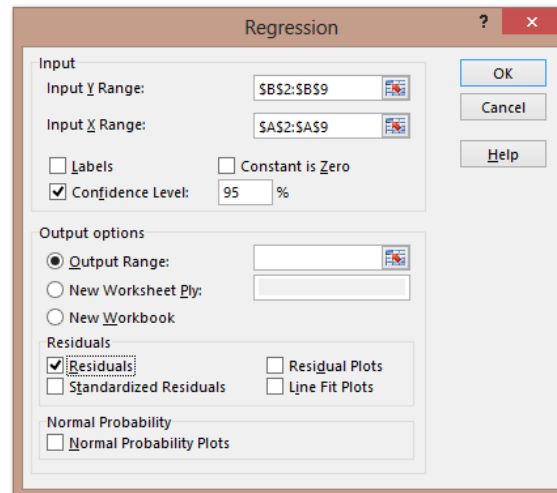 Regression
?
×
Input
Input Y Range:
$B$2:$B$9
Input X Range:
$A$2:$A$9
Labels
Constant is Zero
Confidence Level:
95
%
OK
Cancel
Help
Output options
Output Range:
New Worksheet Ply:
New Workbook
Residuals
Residuals
Residual Plots
Standardized Residuals
Line Fit Plots
Normal Probability
Normal Probability Plots